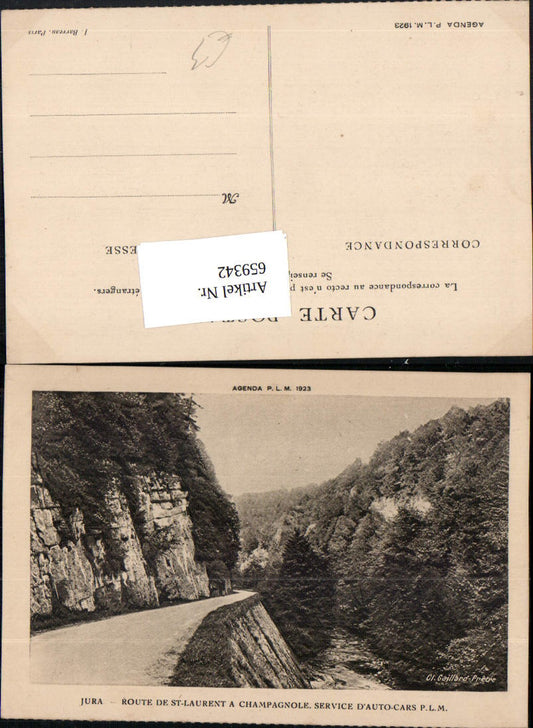 CARTE POST
La correspondance au recto n'est p
étrangers.
Se rensei
CORRESPONDANCE
ESSE
M
AGENDA P. L. M. 1923
I. Barreau, Paris
Artikel Nr.
659342
AGENDA P. L. M. 1923
Cl. Gaillard-Prêtre
JURA — ROUTE DE ST-LAURENT A CHAMPAGNOLE. SERVICE D'AUTO-CARS P.L.M.